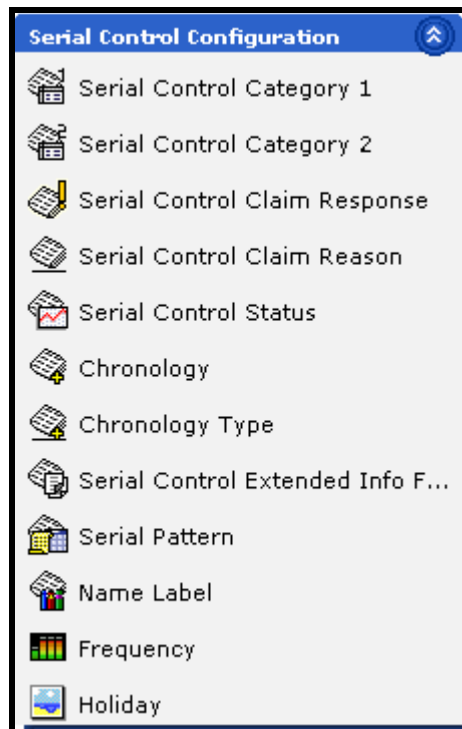 Serial Control Configuration
Serial Control Category 1
Serial Control Category 2
Serial Control Claim Response
Serial Control Claim Reason
Serial Control Status
Chronology
Chronology Type
Serial Control Extended Info F...
Serial Pattern
Name Label
Frequency
Holiday